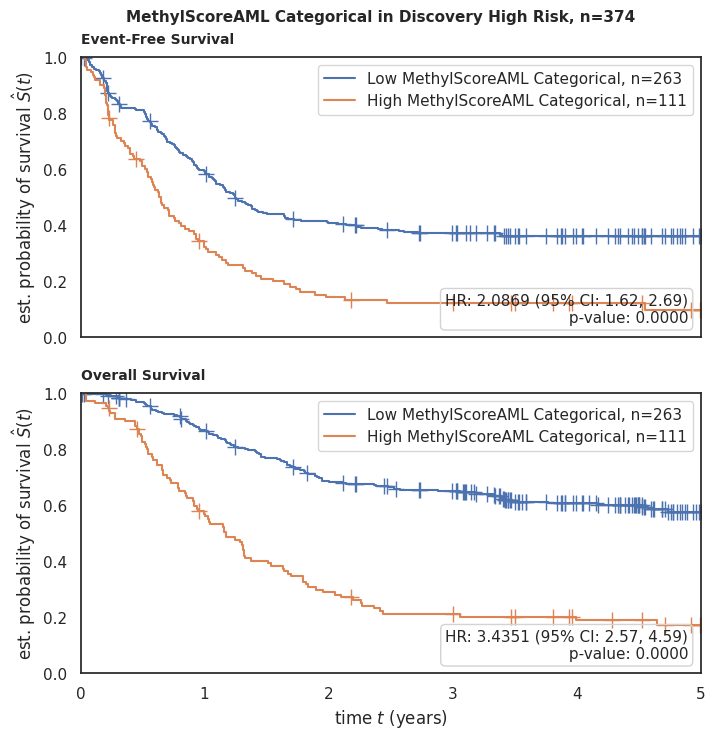 MethylScoreAML Categorical in Discovery High Risk, n=374
Event-Free Survival
est. probability of survival Ŝ(t)
1.0
0.8
0.6
0.4
0.2
0.0
Low MethylScoreAML Categorical, n=263
High MethylScoreAML Categorical, n=111
HR: 2.0869 (95% CI: 1.62, 2.69)
p-value: 0.0000
Overall Survival
est. probability of survival Ŝ(t)
1.0
0.8
0.6
0.4
0.2
0.0
Low MethylScoreAML Categorical, n=263
High MethylScoreAML Categorical, n=111
HR: 3.4351 (95% CI: 2.57, 4.59)
p-value: 0.0000
0 1 2 3 4 5
time t (years)